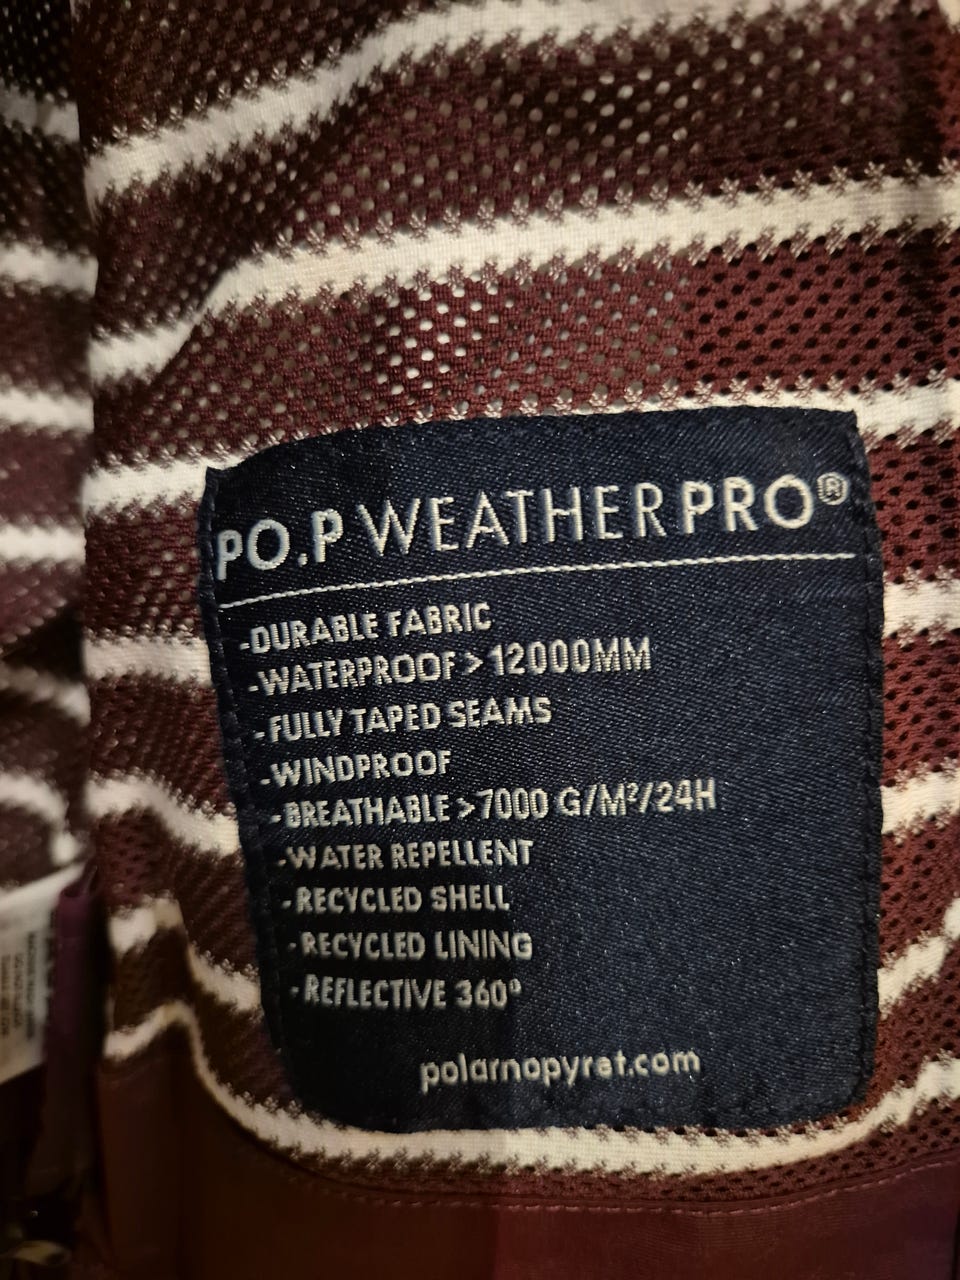 PO.P WEATHERPRO®
-DURABLE FABRIC
-WATERPROOF > 12000MM
-FULLY TAPED SEAMS
-WINDPROOF
-BREATHABLE >7000 G/M²/24H
-WATER REPELLENT
-RECYCLED SHELL
-RECYCLED LINING
-REFLECTIVE 360°
polarnopyret.com